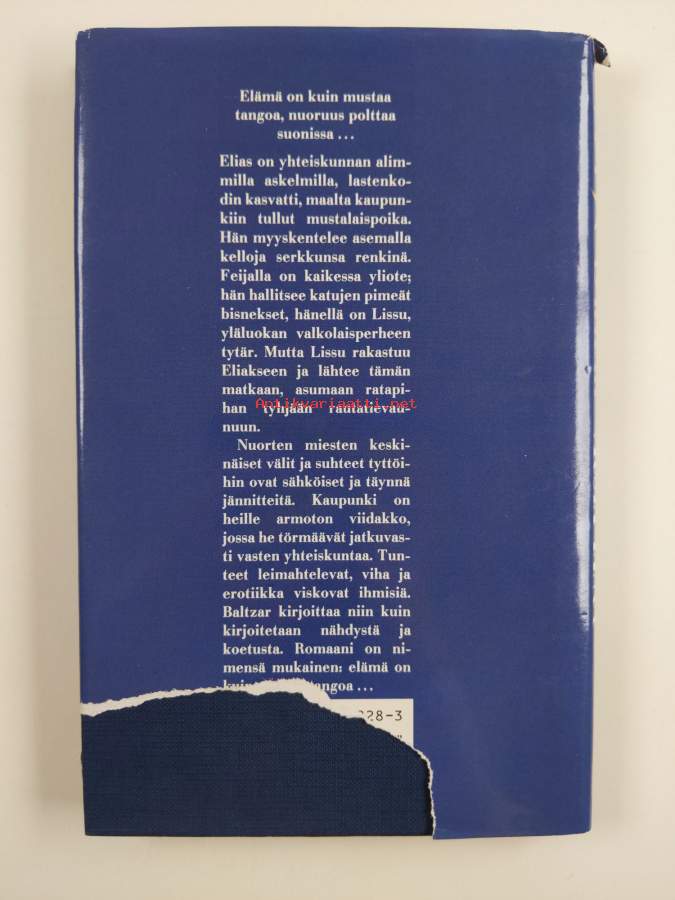 Elämä on kuin mustaa
tangoa, nuoruus polttaa
suonissa ...
Elias on yhteiskunnan alim-
milla askelmilla, lastenko-
din kasvatti, maalta kaupun-
kiin tullut mustalaispoika.
Hän myyskentelee asemalla
kelloja serkkunsa renkinä.
Feijalla on kaikessa yliote;
hän hallitsee katujen pimeät
bisnekset, hänellä on Lissu,
yläluokan valkolaisperheen
tytär. Mutta Lissu rakastuu
Eliakseen ja lähtee tämän
matkaan, asumaan ratapi-
Antikvariaatti.net
han tyhjään rautatievau-
nuun.
Nuorten miesten keski-
näiset välit ja suhteet tyttöi-
hin ovat sähköiset ja täynnä
jännitteitä. Kaupunki on
heille armoton viidakko,
jossa he törmäävät jatkuvas-
ti vasten yhteiskuntaa. Tun-
teet leimahtelevat, viha ja
erotiikka viskovat ihmisiä.
Baltzar kirjoittaa niin kuin
kirjoitetaan nähdystä ja
koetusta. Romaani on ni-
mensä mukainen: elämä on
kuin tangoa ...
28-3